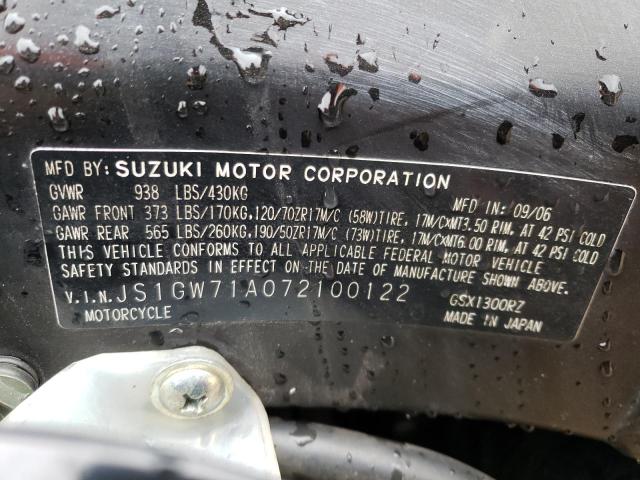 MFD BY: SUZUKI MOTOR CORPORATION
GVWR 938 LBS/430KG MFD IN: 09/06
GAWR FRONT 373 LBS/170KG, 120/70ZR17M/C (58W)TIRE, 17M/CXMT3.50 RIM, AT 42 PSI COLD
GAWR REAR 565 LBS/260KG, 190/50ZR17M/C (73W)TIRE, 17M/CXMT6.00 RIM, AT 42 PSI COLD
THIS VEHICLE CONFORMS TO ALL APPLICABLE FEDERAL MOTOR VEHICLE
SAFETY STANDARDS IN EFFECT ON THE DATE OF MANUFACTURE SHOWN ABOVE.
V.I.N. JS1GW71A072100122 GSX1300RZ
MOTORCYCLE MADE IN JAPAN